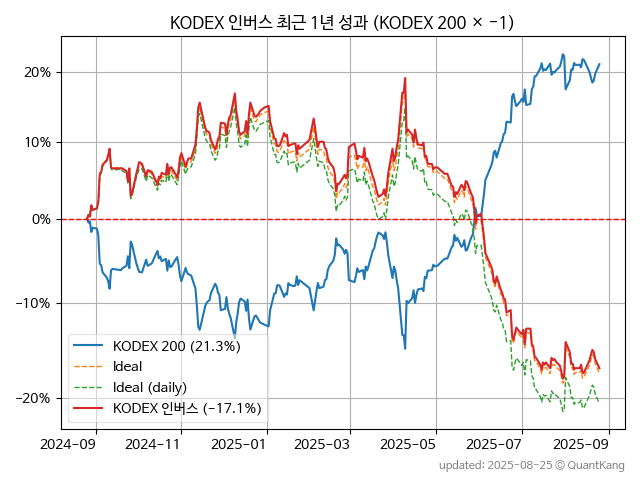 KODEX 인버스 최근 1년 성과 (KODEX 200 × -1)
20%
10%
0%
−10%
−20%
KODEX 200 (21.3%)
Ideal
Ideal (daily)
KODEX 인버스 (-17.1%)
2024-09
2024-11
2025-01
2025-03
2025-05
2025-07
2025-09
updated: 2025-08-25 ⓒ QuantKang